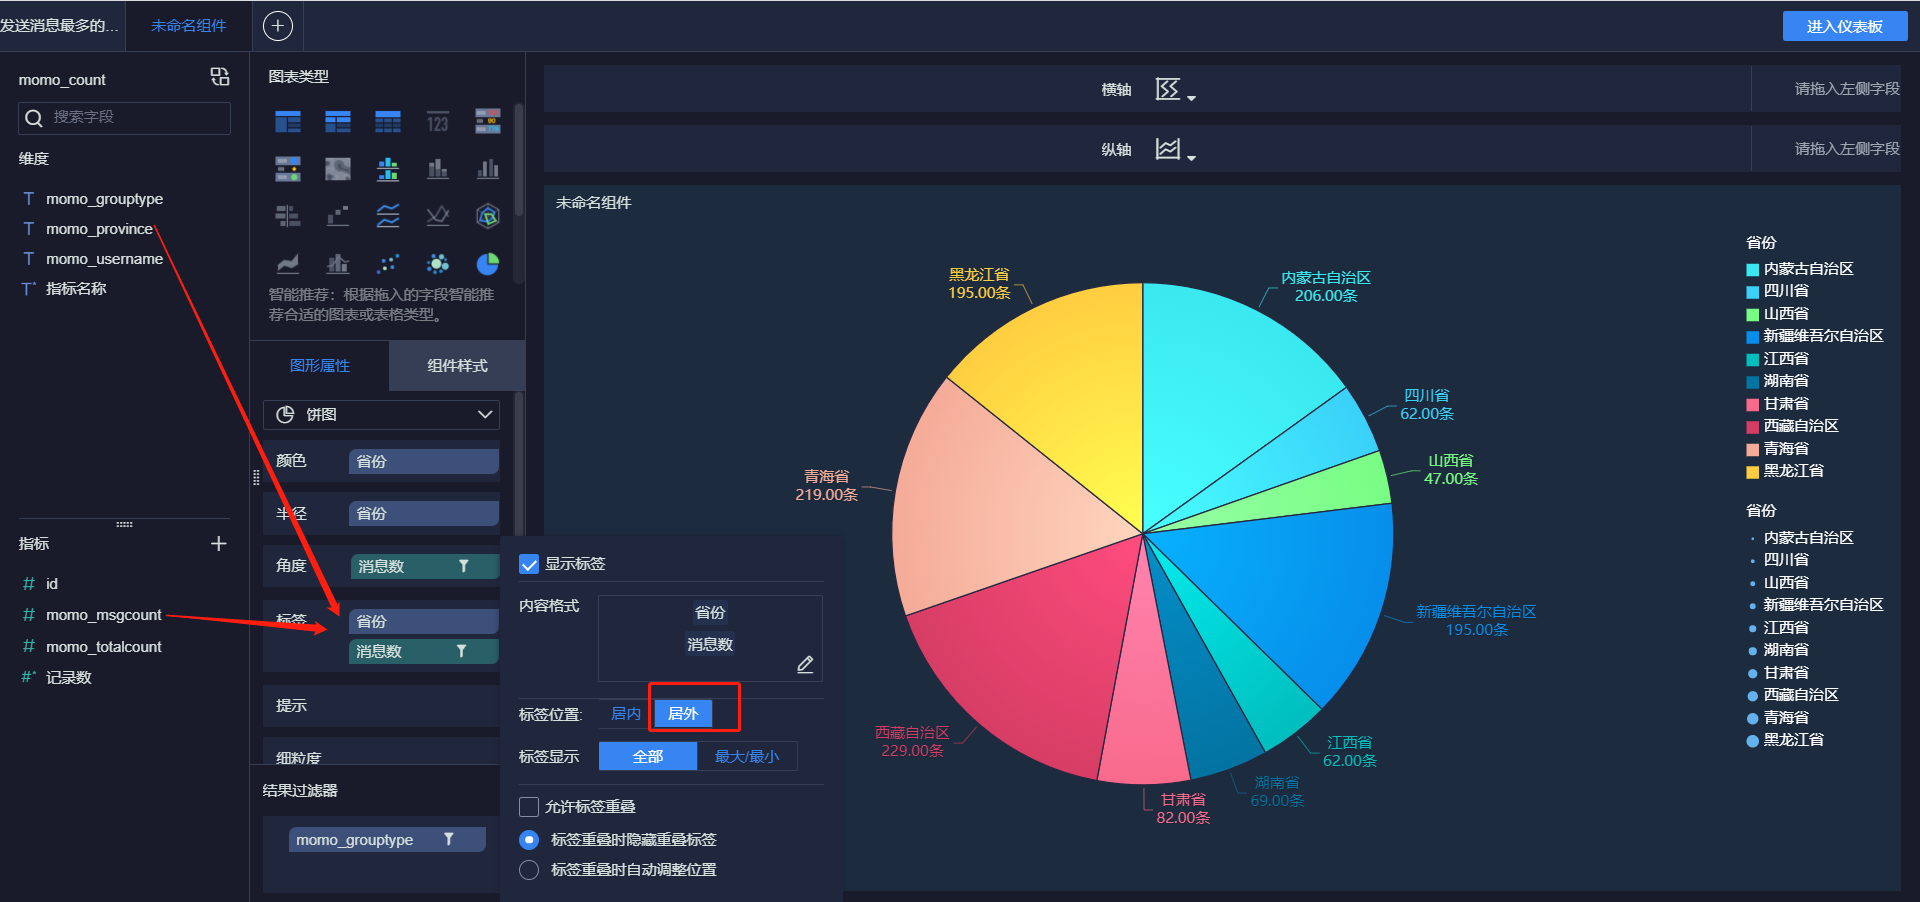 发送消息最多的...
未命名组件
进入仪表板
momo_count
搜索字段
维度
T momo_grouptype
T momo_province
T momo_username
T* 指标名称
指标
# id
# momo_msgcount
# momo_totalcount
#* 记录数
图表类型
123
智能推荐：根据拖入的字段智能推
荐合适的图表或表格类型。
图形属性
组件样式
饼图
颜色
省份
半径
省份
角度
消息数
标签
省份
消息数
提示
细粒度
结果过滤器
momo_grouptype
显示标签
内容格式
省份
消息数
标签位置:
居内
居外
标签显示
全部
最大/最小
允许标签重叠
标签重叠时隐藏重叠标签
标签重叠时自动调整位置
横轴
请拖入左侧字段
纵轴
请拖入左侧字段
未命名组件
黑龙江省
195.00条
内蒙古自治区
206.00条
四川省
62.00条
山西省
47.00条
青海省
219.00条
新疆维吾尔自治区
195.00条
西藏自治区
229.00条
江西省
62.00条
湖南省
69.00条
甘肃省
82.00条
省份
内蒙古自治区
四川省
山西省
新疆维吾尔自治区
江西省
湖南省
甘肃省
西藏自治区
青海省
黑龙江省
省份
内蒙古自治区
四川省
山西省
新疆维吾尔自治区
江西省
湖南省
甘肃省
西藏自治区
青海省
黑龙江省